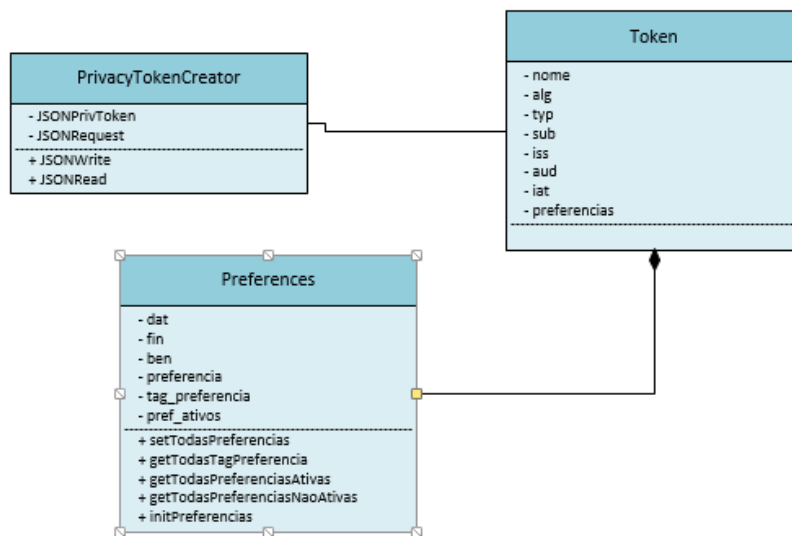 PrivacyTokenCreator
- JSONPrivToken
- JSONRequest
+ JSONWrite
+ JSONRead
Token
- nome
- alg
- typ
- sub
- iss
- aud
- iat
- preferencias
Preferences
- dat
- fin
- ben
- preferencia
- tag_preferencia
- pref_ativos
+ setTodasPreferencias
+ getTodasTagPreferencia
+ getTodasPreferenciasAtivas
+ getTodasPreferenciasNaoAtivas
+ initPreferencias